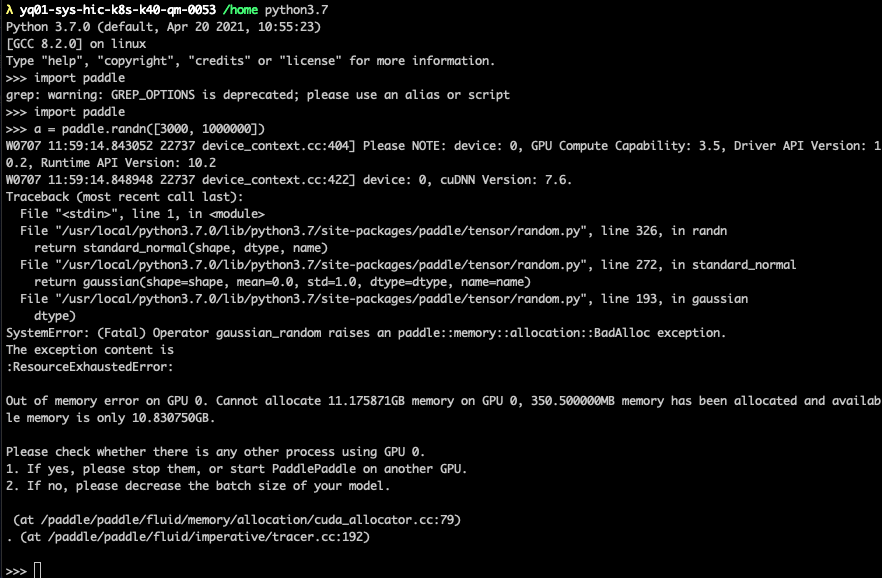 λ yq01-sys-hic-k8s-k40-qm-0053 /home python3.7
Python 3.7.0 (default, Apr 20 2021, 10:55:23)
[GCC 8.2.0] on linux
Type "help", "copyright", "credits" or "license" for more information.
>>> import paddle
grep: warning: GREP_OPTIONS is deprecated; please use an alias or script
>>> import paddle
>>> a = paddle.randn([3000, 1000000])
W0707 11:59:14.843052 22737 device_context.cc:404] Please NOTE: device: 0, GPU Compute Capability: 3.5, Driver API Version: 1
0.2, Runtime API Version: 10.2
W0707 11:59:14.848948 22737 device_context.cc:422] device: 0, cuDNN Version: 7.6.
Traceback (most recent call last):
  File "<stdin>", line 1, in <module>
  File "/usr/local/python3.7.0/lib/python3.7/site-packages/paddle/tensor/random.py", line 326, in randn
    return standard_normal(shape, dtype, name)
  File "/usr/local/python3.7.0/lib/python3.7/site-packages/paddle/tensor/random.py", line 272, in standard_normal
    return gaussian(shape=shape, mean=0.0, std=1.0, dtype=dtype, name=name)
  File "/usr/local/python3.7.0/lib/python3.7/site-packages/paddle/tensor/random.py", line 193, in gaussian
    dtype)
SystemError: (Fatal) Operator gaussian_random raises an paddle::memory::allocation::BadAlloc exception.
The exception content is
:ResourceExhaustedError:

Out of memory error on GPU 0. Cannot allocate 11.175871GB memory on GPU 0, 350.500000MB memory has been allocated and availab
le memory is only 10.830750GB.

Please check whether there is any other process using GPU 0.
1. If yes, please stop them, or start PaddlePaddle on another GPU.
2. If no, please decrease the batch size of your model.

 (at /paddle/paddle/fluid/memory/allocation/cuda_allocator.cc:79)
. (at /paddle/paddle/fluid/imperative/tracer.cc:192)

>>>